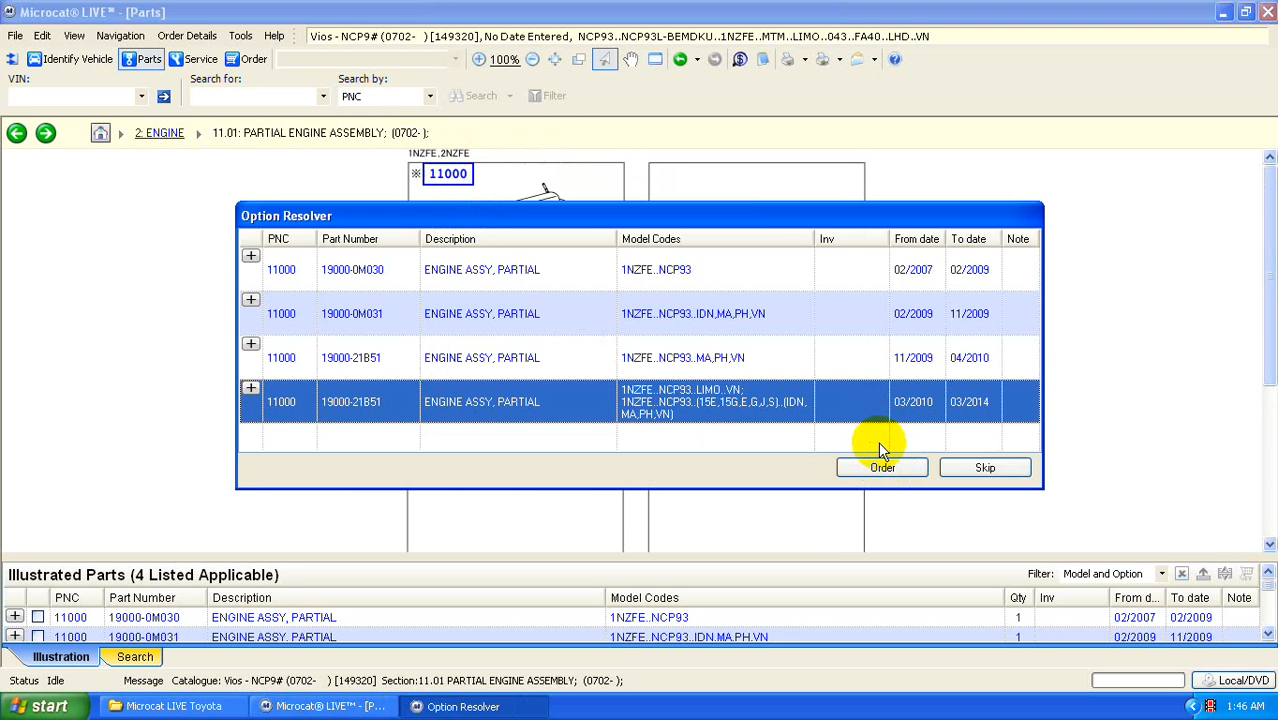 Microcat® LIVE™ - [Parts]
File Edit View Navigation Order Details Tools Help
Vios - NCP9# (0702- ) [149320],No Date Entered, NCP93..NCP93L-BEMDKU..1NZFE..MTM..LIMO..043..FA40..LHD..VN
Identify Vehicle Parts Service Order 100%
VIN: Search for: Search by:
PNC Search Filter
2: ENGINE 11.01: PARTIAL ENGINE ASSEMBLY; (0702- );
1NZFE,2NZFE
※ 11000
Option Resolver
PNC Part Number Description Model Codes Inv From date To date Note
11000 19000-0M030 ENGINE ASSY, PARTIAL 1NZFE..NCP93 02/2007 02/2009
11000 19000-0M031 ENGINE ASSY, PARTIAL 1NZFE..NCP93..IDN,MA,PH,VN 02/2009 11/2009
11000 19000-21B51 ENGINE ASSY, PARTIAL 1NZFE..NCP93..MA,PH,VN 11/2009 04/2010
1NZFE..NCP93..LIMO..VN;
11000 19000-21B51 ENGINE ASSY, PARTIAL 1NZFE..NCP93..(15E,15G,E,G,J,S)..(IDN, 03/2010 03/2014
MA,PH,VN)
Order Skip
Illustrated Parts (4 Listed Applicable) Filter: Model and Option
PNC Part Number Description Model Codes Qty Inv From d... To date Note
11000 19000-0M030 ENGINE ASSY, PARTIAL 1NZFE..NCP93 1 02/2007 02/2009
11000 19000-0M031 ENGINE ASSY, PARTIAL 1NZFE..NCP93..IDN,MA,PH,VN 1 02/2009 11/2009
Illustration Search
Status Idle Message Catalogue: Vios - NCP9# (0702- ) [149320] Section:11.01 PARTIAL ENGINE ASSEMBLY; (0702- ); Local/DVD
start Microcat LIVE Toyota Microcat® LIVE™ - [P... Option Resolver 1:46 AM